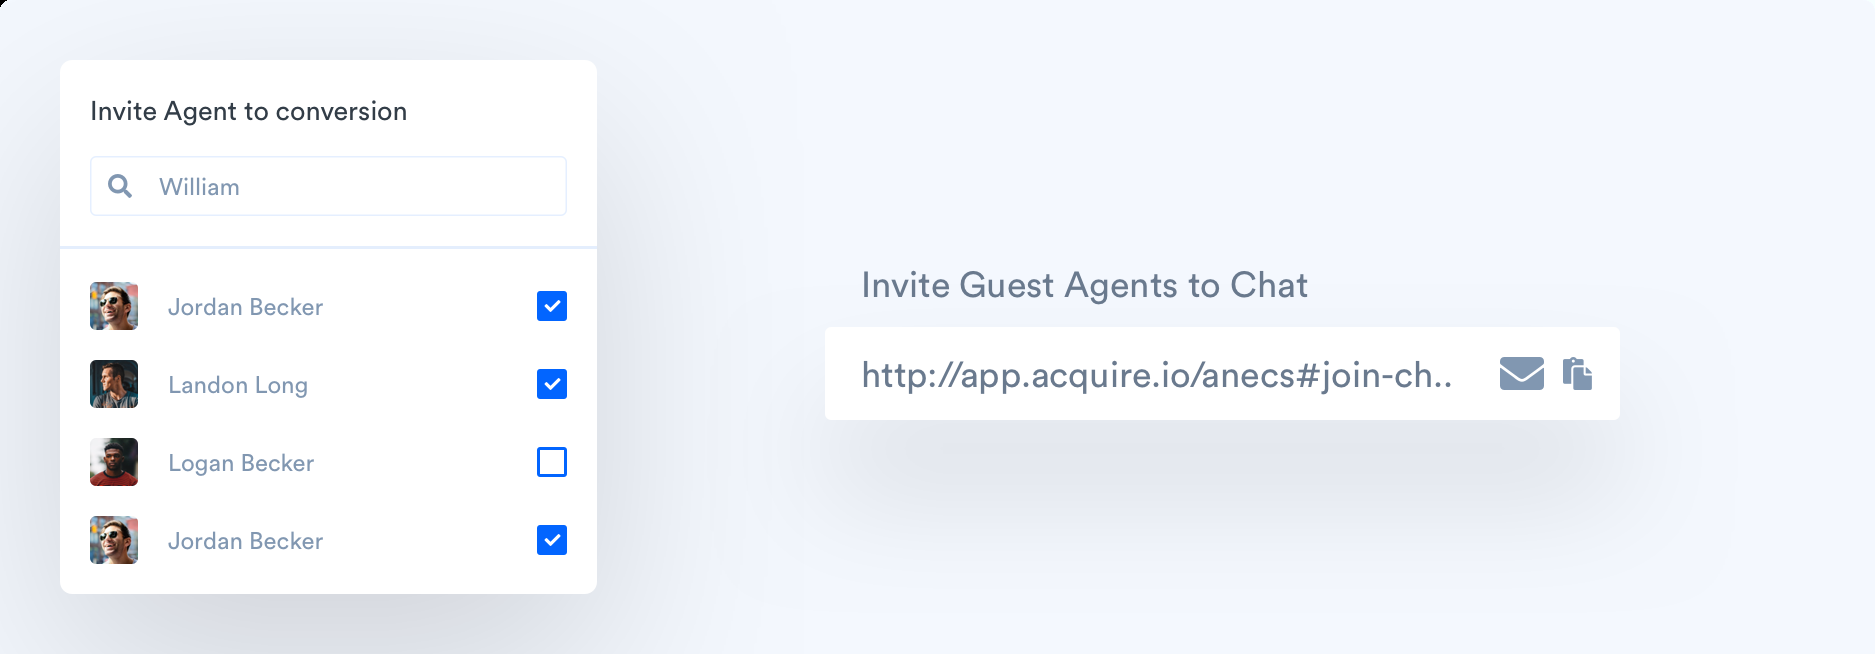 Invite Agent to conversion
William
Jordan Becker
Landon Long
Logan Becker
Jordan Becker
Invite Guest Agents to Chat
http://app.acquire.io/anecs#join-ch..